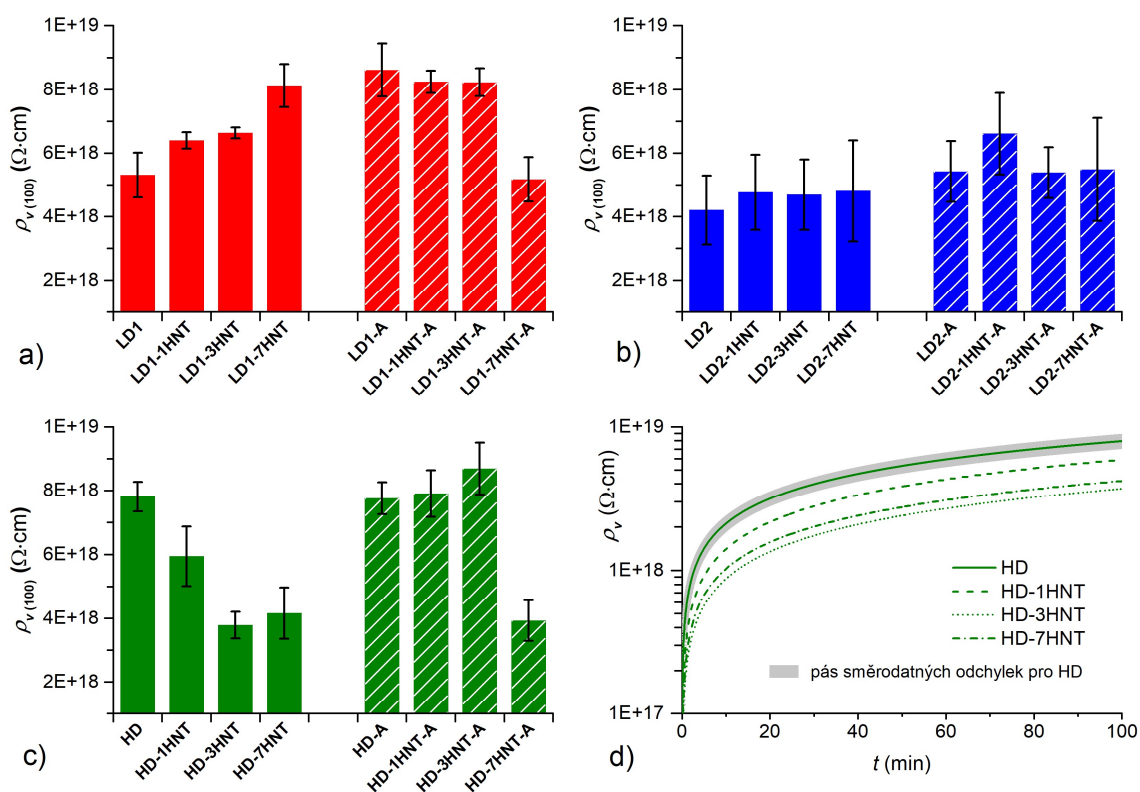 1E+19
8E+18
6E+18
4E+18
2E+18
ρv (100) (Ω·cm)
LD1
LD1-1HNT
LD1-3HNT
LD1-7HNT
LD1-A
LD1-1HNT-A
LD1-3HNT-A
LD1-7HNT-A
a)
1E+19
8E+18
6E+18
4E+18
2E+18
ρv (100) (Ω·cm)
LD2
LD2-1HNT
LD2-3HNT
LD2-7HNT
LD2-A
LD2-1HNT-A
LD2-3HNT-A
LD2-7HNT-A
b)
1E+19
8E+18
6E+18
4E+18
2E+18
ρv (100) (Ω·cm)
HD
HD-1HNT
HD-3HNT
HD-7HNT
HD-A
HD-1HNT-A
HD-3HNT-A
HD-7HNT-A
c)
1E+19
1E+18
1E+17
ρv (Ω·cm)
HD
HD-1HNT
HD-3HNT
HD-7HNT
pás směrodatných odchylek pro HD
0 20 40 60 80 100
t (min)
d)